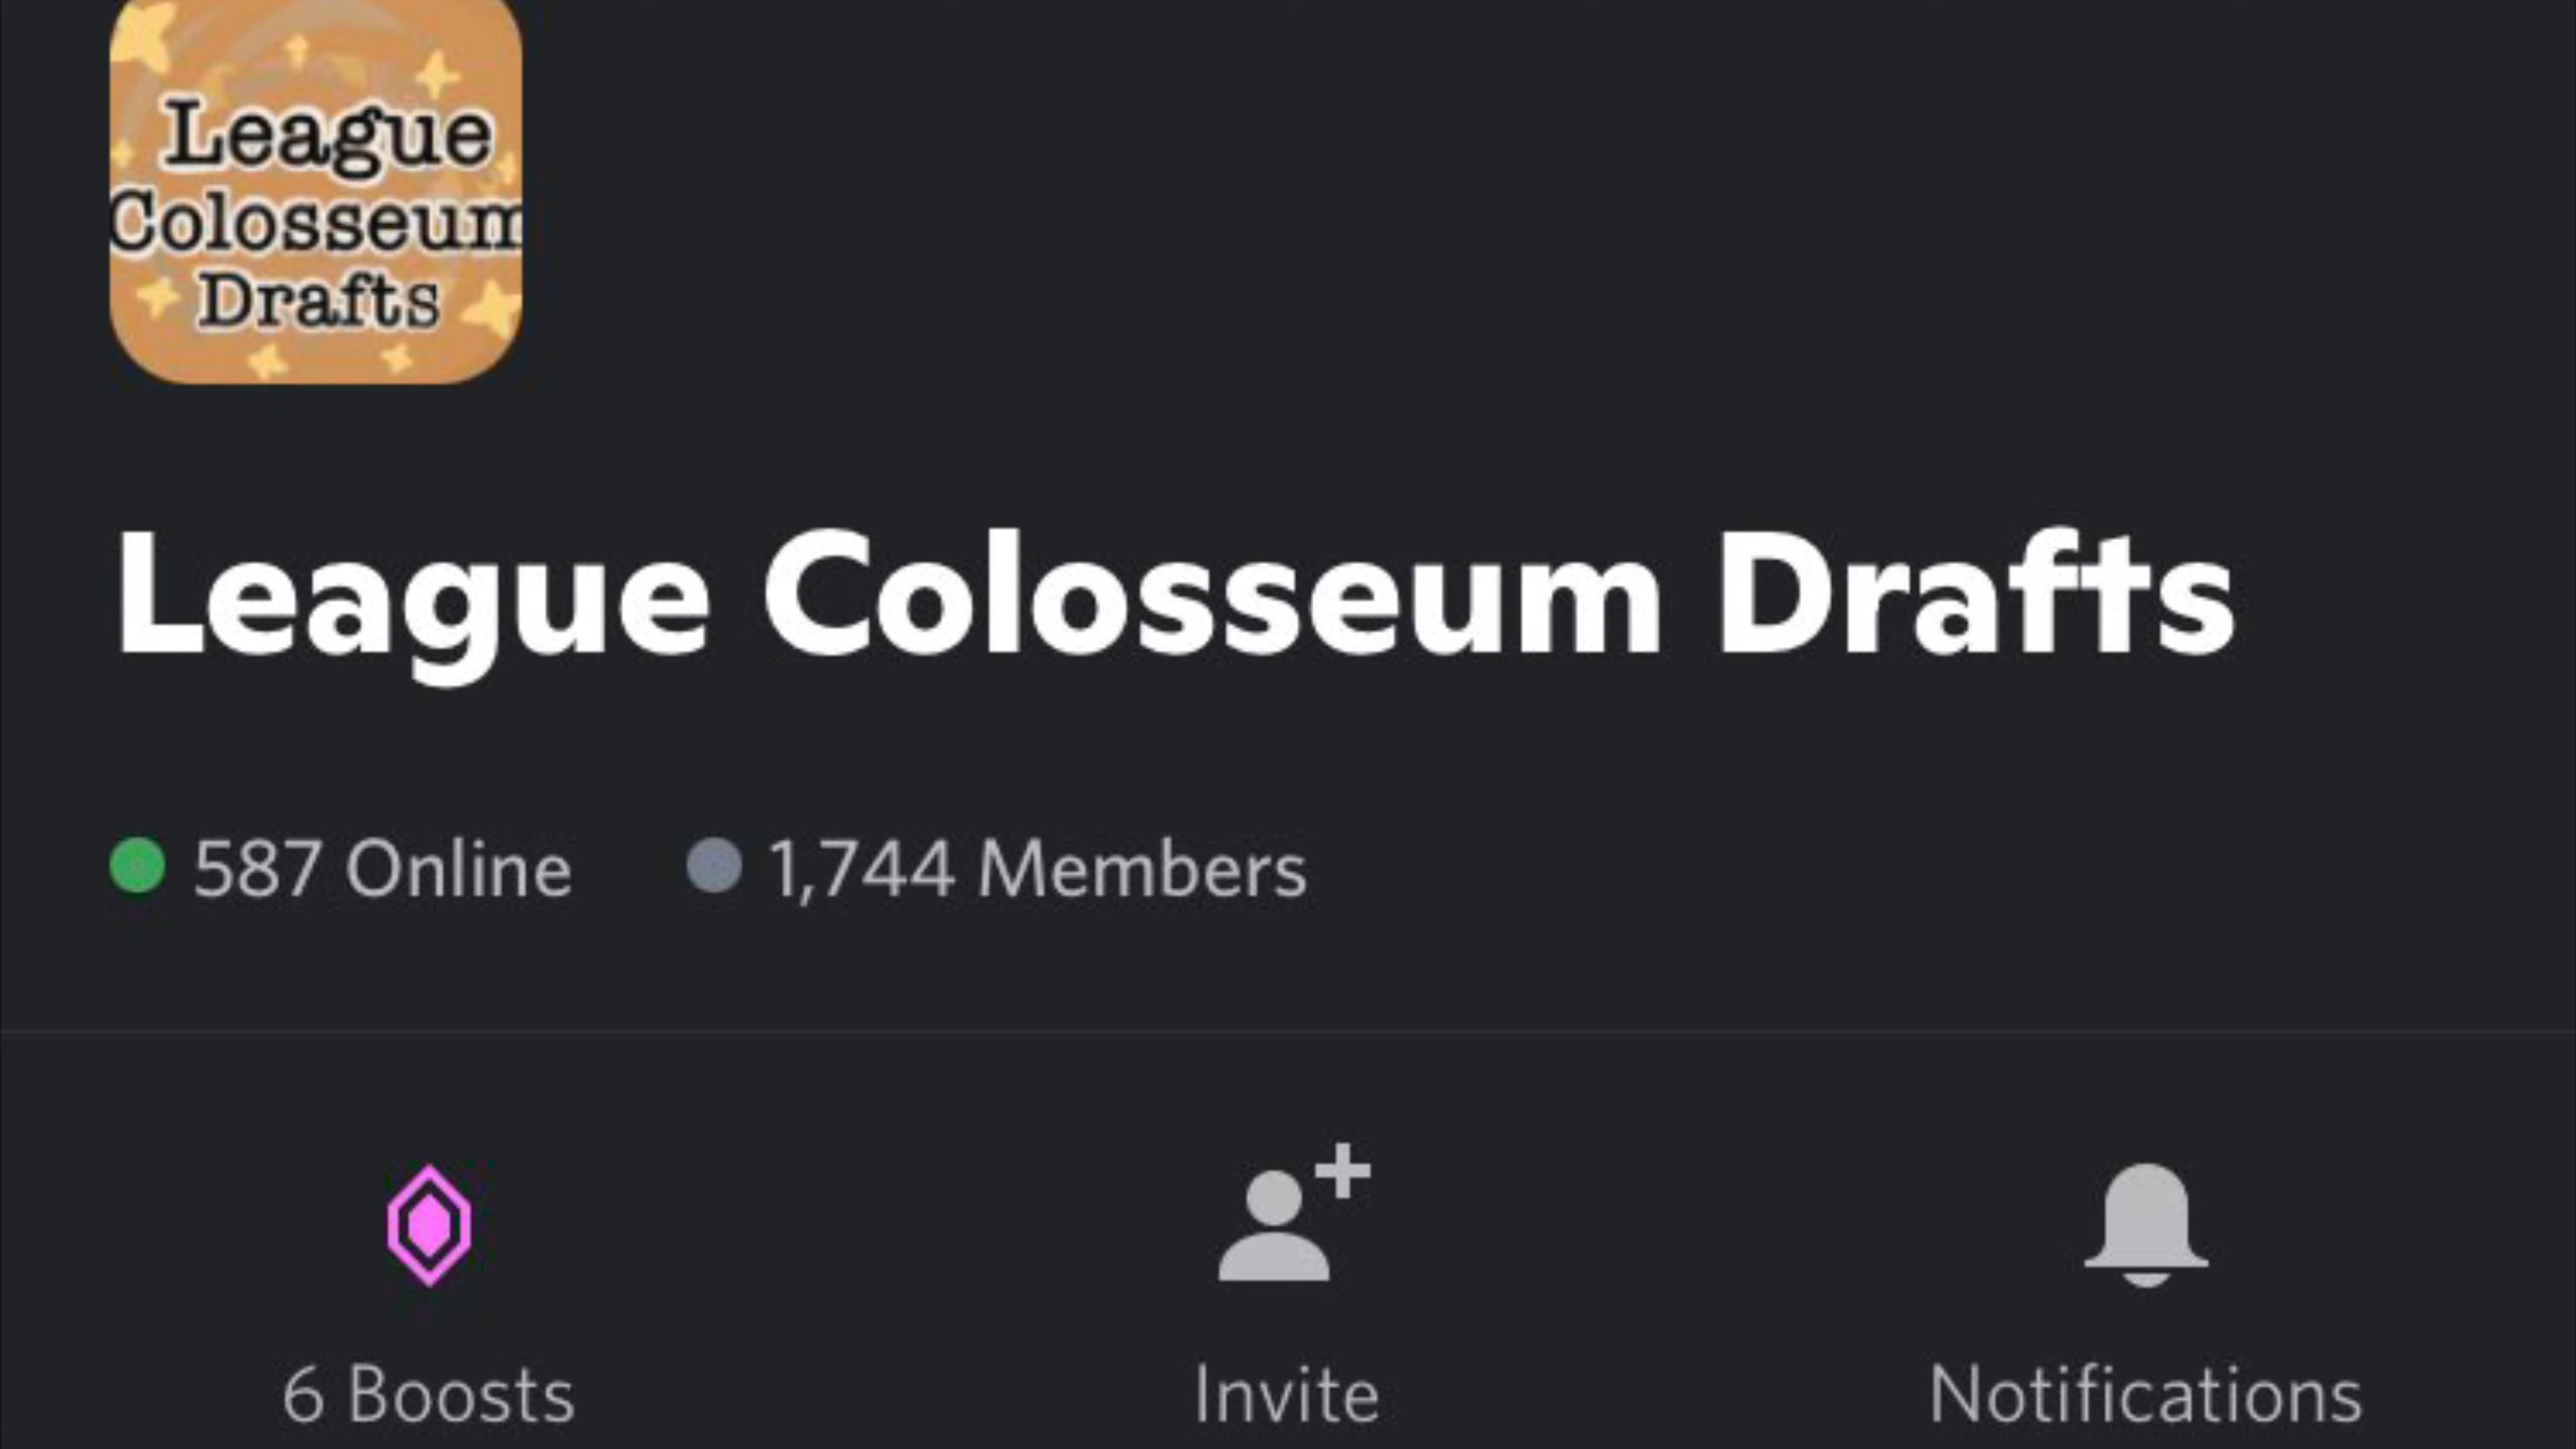 League
Colosseum
Drafts
League Colosseum Drafts
587 Online 1,744 Members
6 Boosts Invite Notifications